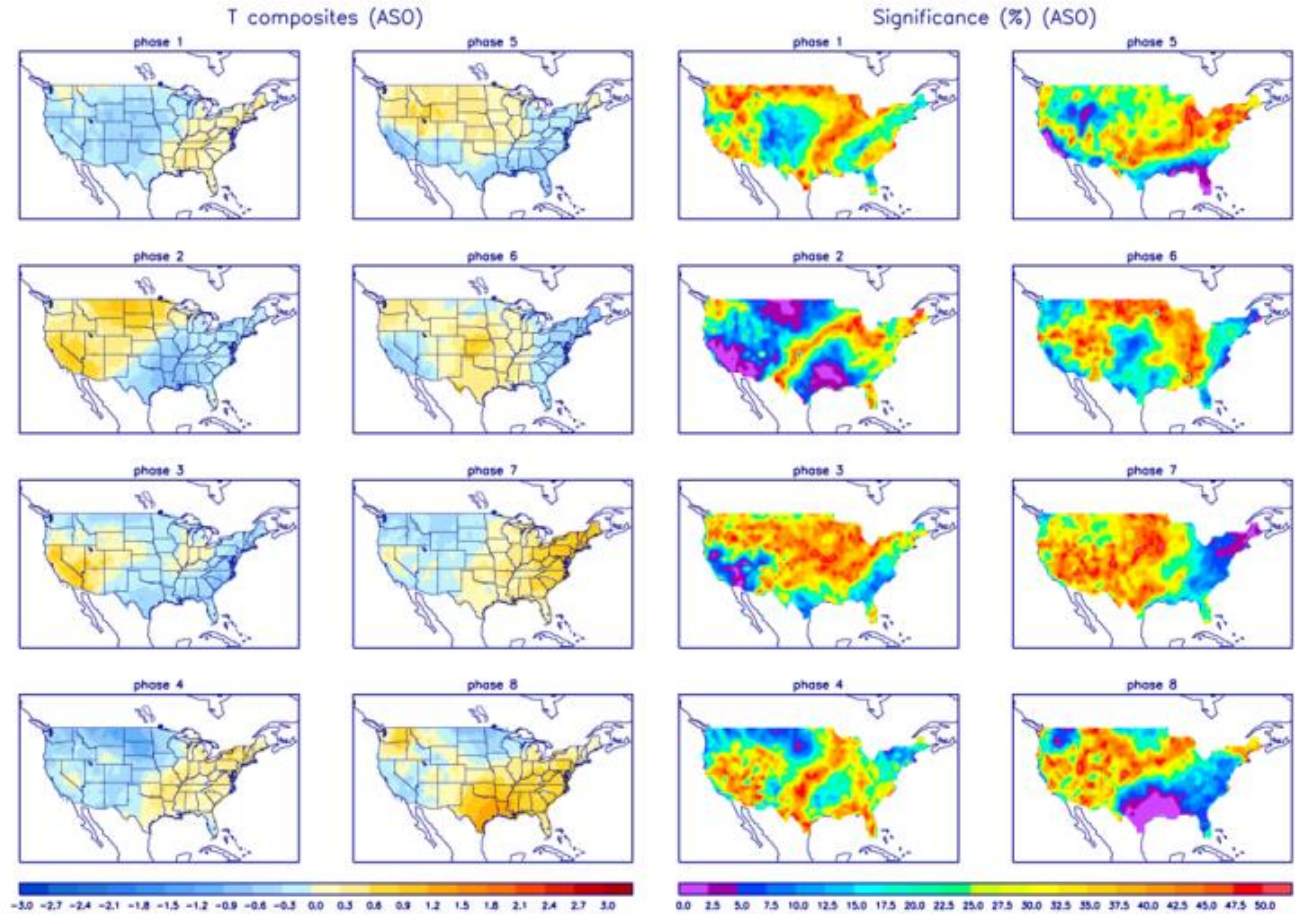 T composites (ASO)
Significance (%) (ASO)
phase 1
phase 5
phase 1
phase 5
phase 2
phase 6
phase 2
phase 6
phase 3
phase 7
phase 3
phase 7
phase 4
phase 8
phase 4
phase 8
-3.0 -2.7 -2.4 -2.1 -1.8 -1.5 -1.2 -0.9 -0.6 -0.3 0.0 0.3 0.6 0.9 1.2 1.5 1.8 2.1 2.4 2.7 3.0
0.0 2.5 5.0 7.5 10.0 12.5 15.0 17.5 20.0 22.5 25.0 27.5 30.0 32.5 35.0 37.5 40.0 42.5 45.0 47.5 50.0